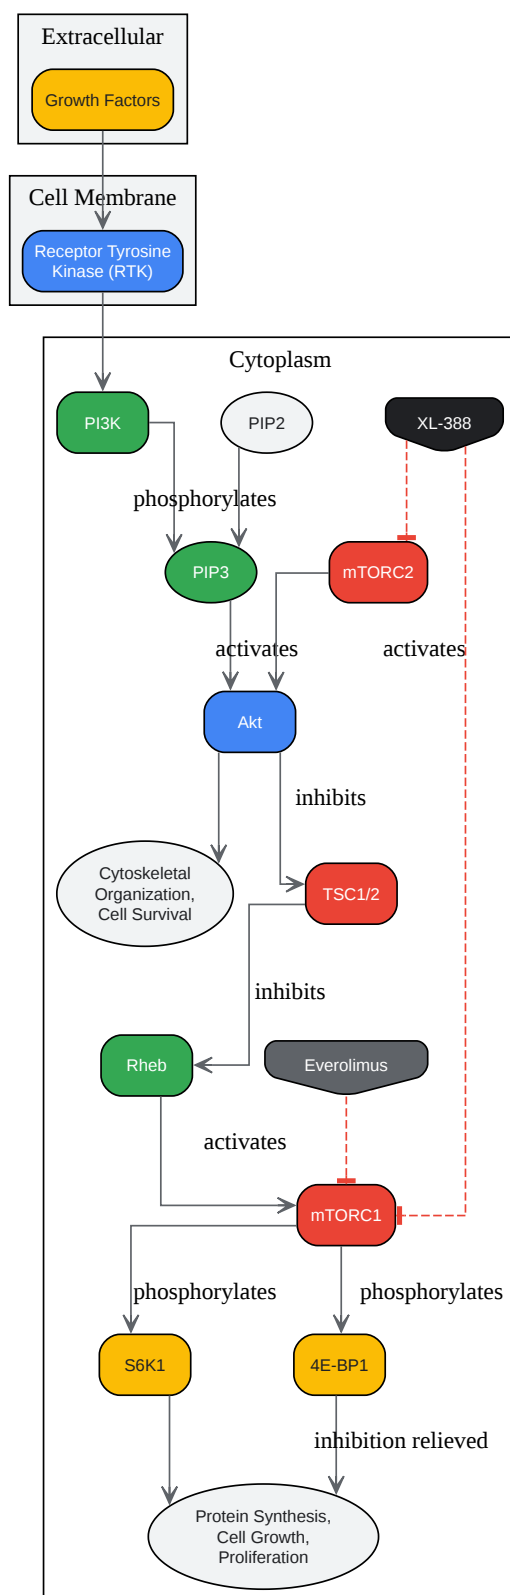 Extracellular
Growth Factors
Cell Membrane
Receptor Tyrosine
Kinase (RTK)
Cytoplasm
PI3K
PIP2
XL-388
phosphorylates
PIP3
mTORC2
activates
activates
Akt
inhibits
Cytoskeletal
Organization,
Cell Survival
TSC1/2
inhibits
Rheb
Everolimus
activates
mTORC1
phosphorylates
phosphorylates
S6K1
4E-BP1
inhibition relieved
Protein Synthesis,
Cell Growth,
Proliferation